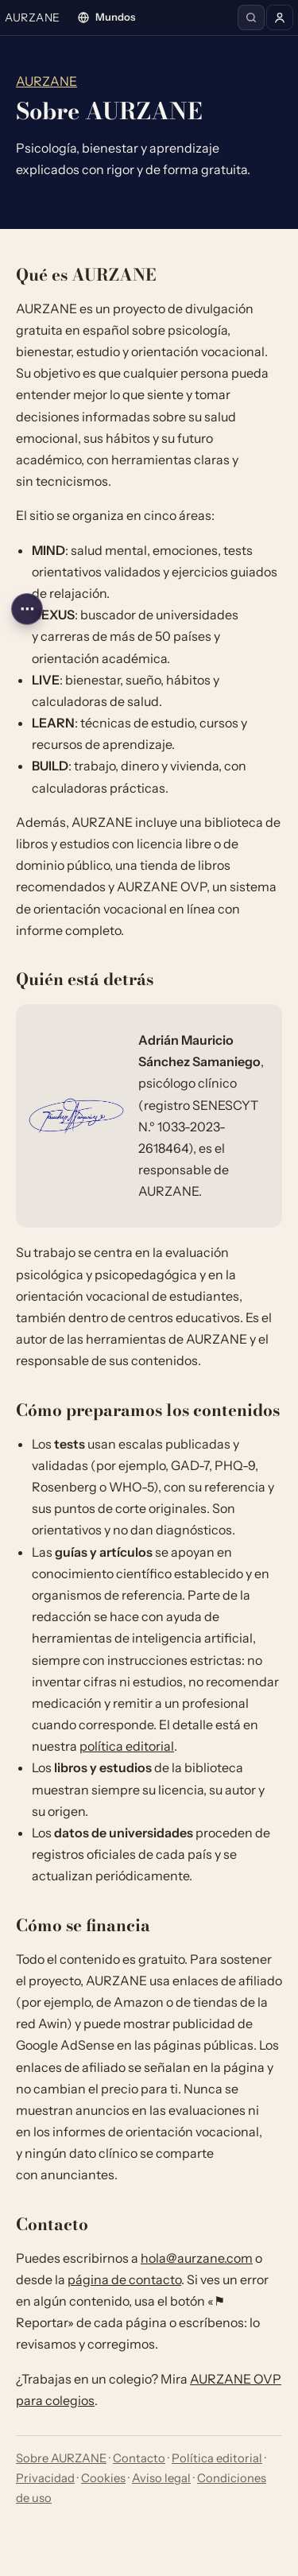 AURZANE
Mundos
AURZANE
Sobre AURZANE
Psicología, bienestar y aprendizaje
explicados con rigor y de forma gratuita.
Qué es AURZANE
AURZANE es un proyecto de divulgación
gratuita en español sobre psicología,
bienestar, estudio y orientación vocacional.
Su objetivo es que cualquier persona pueda
entender mejor lo que siente y tomar
decisiones informadas sobre su salud
emocional, sus hábitos y su futuro
académico, con herramientas claras y
sin tecnicismos.
El sitio se organiza en cinco áreas:
• MIND: salud mental, emociones, tests
orientativos validados y ejercicios guiados
de relajación.
EXUS: buscador de universidades
y carreras de más de 50 países y
orientación académica.
• LIVE: bienestar, sueño, hábitos y
calculadoras de salud.
• LEARN: técnicas de estudio, cursos y
recursos de aprendizaje.
• BUILD: trabajo, dinero y vivienda, con
calculadoras prácticas.
Además, AURZANE incluye una biblioteca de
libros y estudios con licencia libre o de
dominio público, una tienda de libros
recomendados y AURZANE OVP, un sistema
de orientación vocacional en línea con
informe completo.
Quién está detrás
Adrián Mauricio
Sánchez Samaniego,
psicólogo clínico
(registro SENESCYT
N.º 1033-2023-
2618464), es el
responsable de
AURZANE.
Su trabajo se centra en la evaluación
psicológica y psicopedagógica y en la
orientación vocacional de estudiantes,
también dentro de centros educativos. Es el
autor de las herramientas de AURZANE y el
responsable de sus contenidos.
Cómo preparamos los contenidos
• Los tests usan escalas publicadas y
validadas (por ejemplo, GAD-7, PHQ-9,
Rosenberg o WHO-5), con su referencia y
sus puntos de corte originales. Son
orientativos y no dan diagnósticos.
• Las guías y artículos se apoyan en
conocimiento científico establecido y en
organismos de referencia. Parte de la
redacción se hace con ayuda de
herramientas de inteligencia artificial,
siempre con instrucciones estrictas: no
inventar cifras ni estudios, no recomendar
medicación y remitir a un profesional
cuando corresponde. El detalle está en
nuestra política editorial.
• Los libros y estudios de la biblioteca
muestran siempre su licencia, su autor y
su origen.
• Los datos de universidades proceden de
registros oficiales de cada país y se
actualizan periódicamente.
Cómo se financia
Todo el contenido es gratuito. Para sostener
el proyecto, AURZANE usa enlaces de afiliado
(por ejemplo, de Amazon o de tiendas de la
red Awin) y puede mostrar publicidad de
Google AdSense en las páginas públicas. Los
enlaces de afiliado se señalan en la página y
no cambian el precio para ti. Nunca se
muestran anuncios en las evaluaciones ni
en los informes de orientación vocacional,
y ningún dato clínico se comparte
con anunciantes.
Contacto
Puedes escribirnos a hola@aurzane.com o
desde la página de contacto. Si ves un error
en algún contenido, usa el botón «⚑
Reportar» de cada página o escríbenos: lo
revisamos y corregimos.
¿Trabajas en un colegio? Mira AURZANE OVP
para colegios.
Sobre AURZANE · Contacto · Política editorial ·
Privacidad · Cookies · Aviso legal · Condiciones
de uso